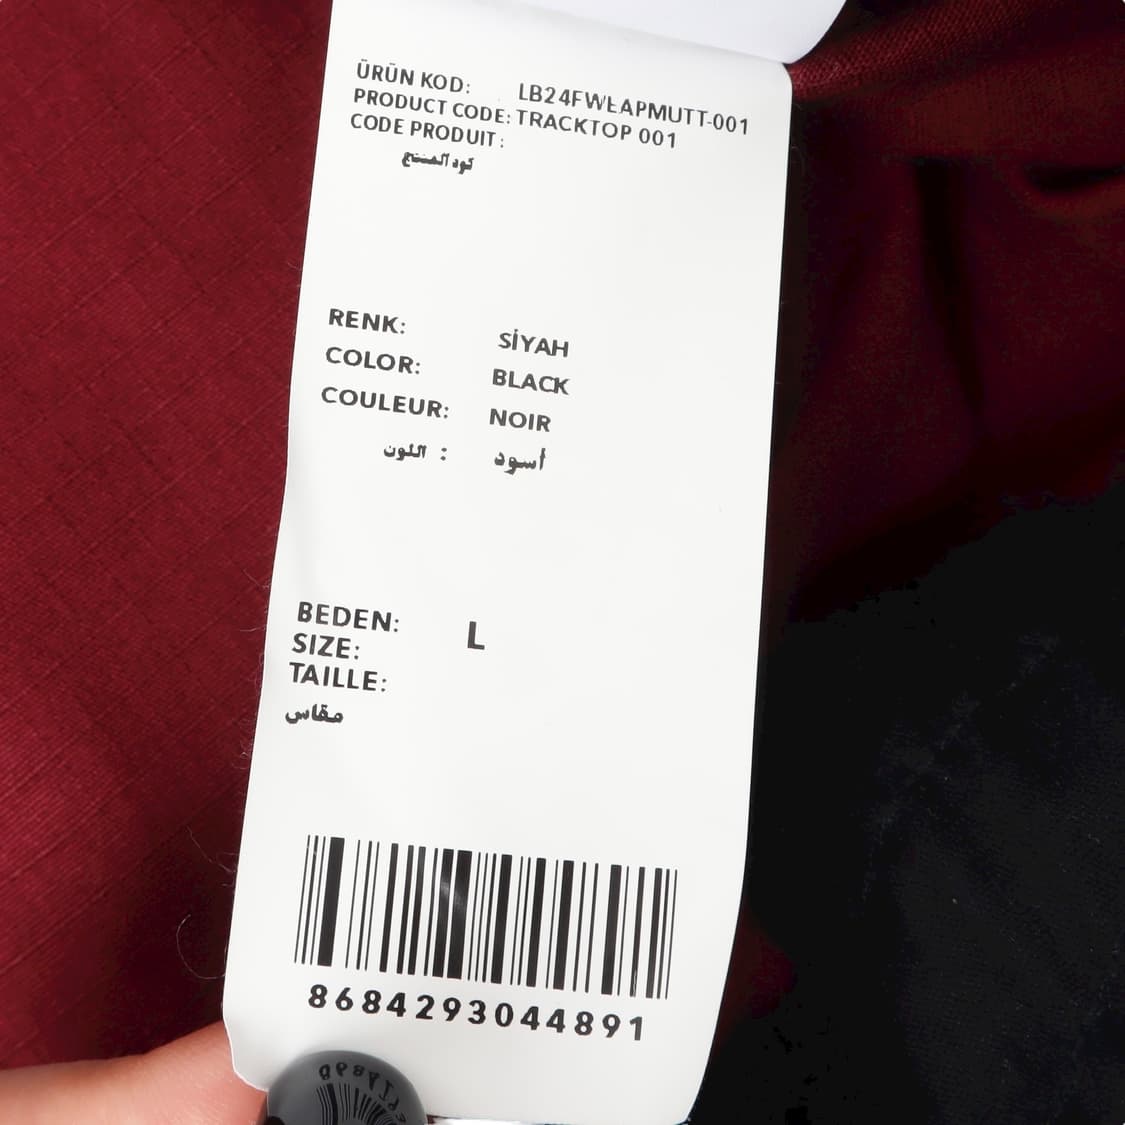 ÜRÜN KOD: LB24FWEAPMUTT-001
PRODUCT CODE: TRACKTOP 001
CODE PRODUIT:
كود المنتج
RENK: SİYAH
COLOR: BLACK
COULEUR: NOIR
اللون : أسود
BEDEN: L
SIZE:
TAILLE:
مقاس
8684293044891